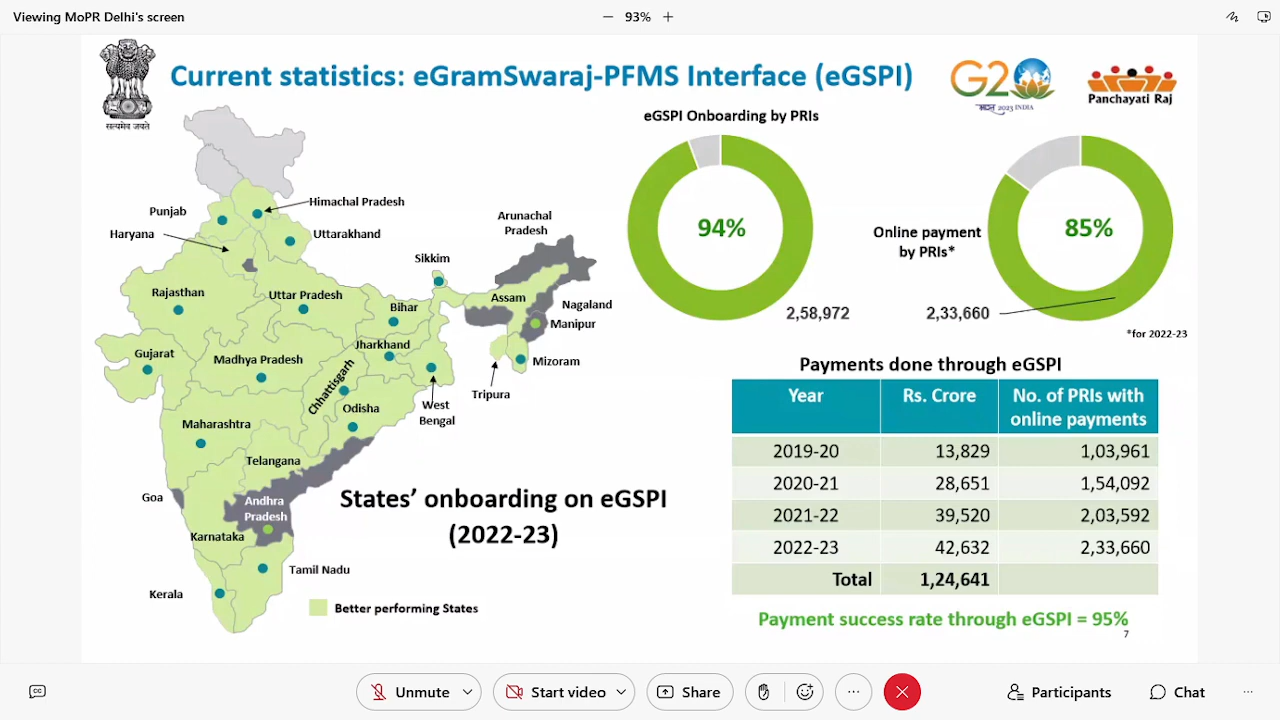 Viewing MoPR Delhi's screen
93%
Current statistics: eGramSwaraj-PFMS Interface (eGSPI)
सत्यमेव जयते
G20
भारत 2023 INDIA
Panchayati Raj
eGSPI Onboarding by PRIs
94%
2,58,972
Online payment
by PRIs*
85%
2,33,660
*for 2022-23
Punjab
Himachal Pradesh
Haryana
Uttarakhand
Arunachal
Pradesh
Sikkim
Rajasthan
Uttar Pradesh
Bihar
Assam
Nagaland
Manipur
Gujarat
Madhya Pradesh
Jharkhand
Mizoram
Chhattisgarh
Tripura
Odisha
West
Bengal
Maharashtra
Telangana
Goa
Andhra
Pradesh
Karnataka
Tamil Nadu
Kerala
States' onboarding on eGSPI
(2022-23)
Better performing States
Payments done through eGSPI
Year Rs. Crore No. of PRIs with
online payments
2019-20 13,829 1,03,961
2020-21 28,651 1,54,092
2021-22 39,520 2,03,592
2022-23 42,632 2,33,660
Total 1,24,641
Payment success rate through eGSPI = 95%
7
CC
Unmute
Start video
Share
Participants
Chat